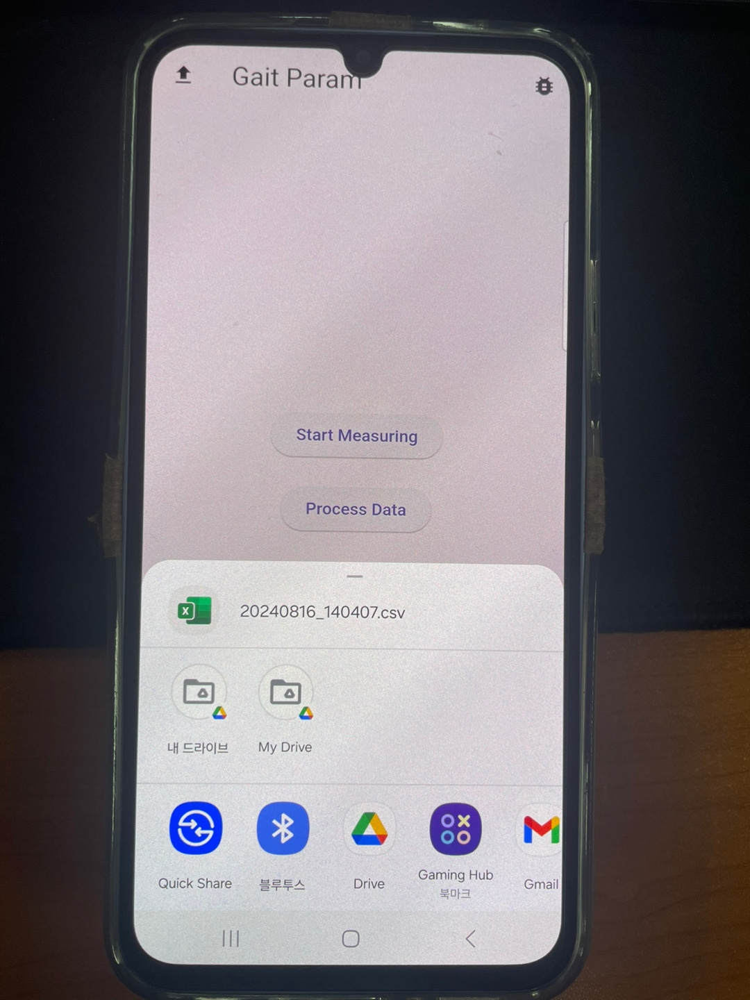 Gait Param
Start Measuring
Process Data
X
20240816_140407.csv
내 드라이브
My Drive
Quick Share
블루투스
Drive
Gaming Hub
북마크
Gmail